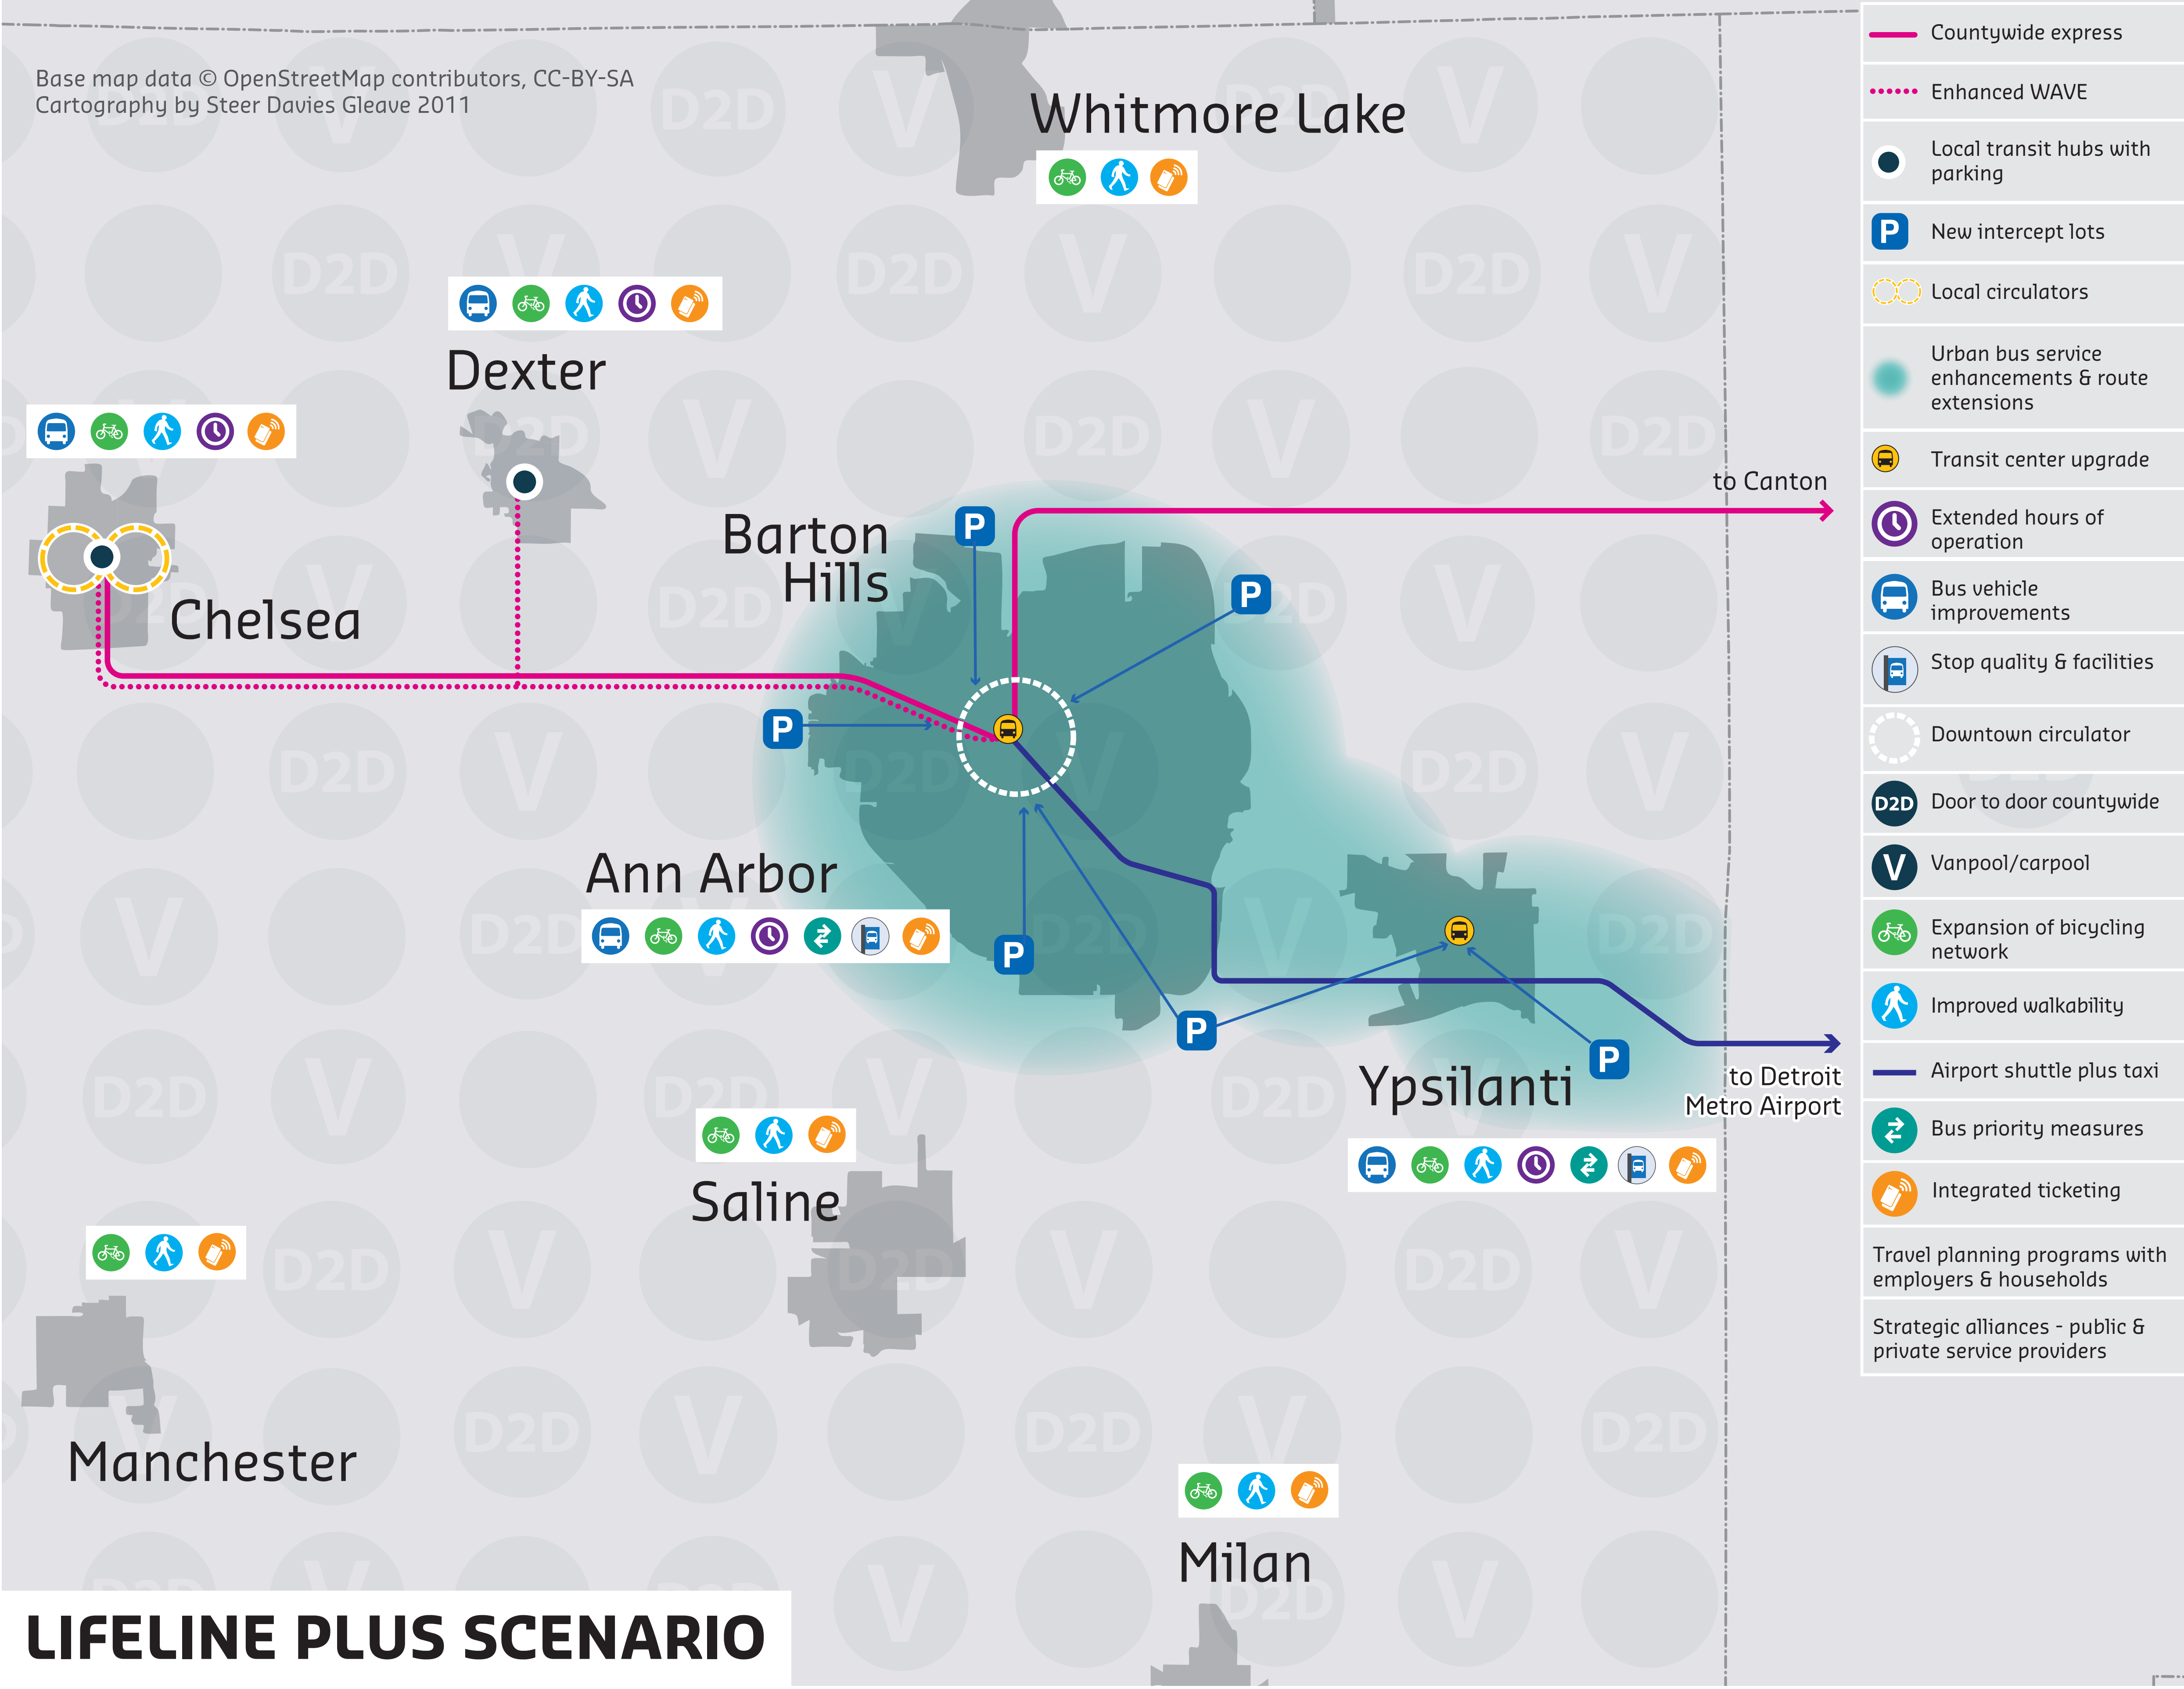 Base map data © OpenStreetMap contributors, CC-BY-SA
Cartography by Steer Davies Gleave 2011
Whitmore Lake
Dexter
Chelsea
Barton
Hills
to Canton
Ann Arbor
Ypsilanti
to Detroit
Metro Airport
Saline
Manchester
Milan
P
P
P
P
P
P
LIFELINE PLUS SCENARIO
Countywide express
Enhanced WAVE
Local transit hubs with
parking
P New intercept lots
Local circulators
Urban bus service
enhancements & route
extensions
Transit center upgrade
Extended hours of
operation
Bus vehicle
improvements
Stop quality & facilities
Downtown circulator
D2D Door to door countywide
V Vanpool/carpool
Expansion of bicycling
network
Improved walkability
Airport shuttle plus taxi
Bus priority measures
Integrated ticketing
Travel planning programs with
employers & households
Strategic alliances - public &
private service providers